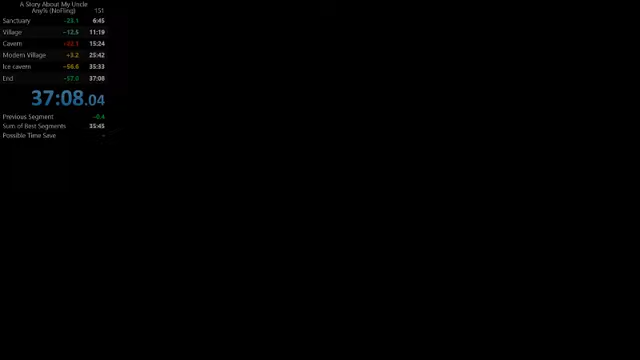 A Story About My Uncle
Any% (NoFling) 151
Sanctuary -23.1 6:45
Village -12.5 11:19
Cavern -22.1 15:24
Modern Village +3.2 25:42
Ice cavern -56.6 35:33
End -57.0 37:08
37:08.04
Previous Segment -0.4
Sum of Best Segments 35:45
Possible Time Save -